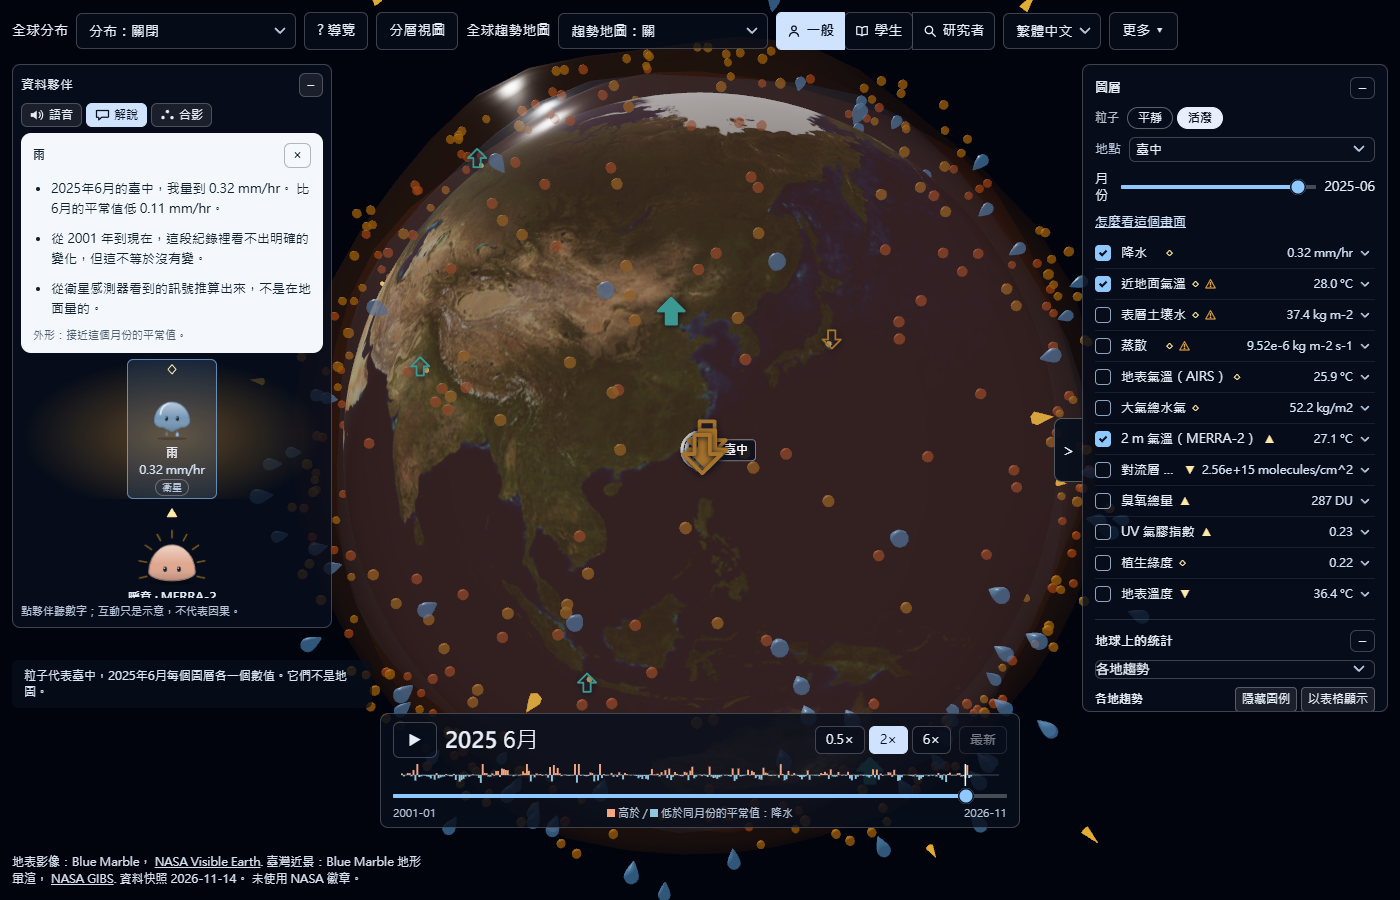 全球分布 分布：關閉 ? 導覽 分層視圖 全球趨勢地圖 趨勢地圖：關 一般 學生 研究者 繁體中文 更多
資料夥伴
語音 解說 合影
雨
2025年6月的臺中，我量到 0.32 mm/hr。 比
6月的平常值低 0.11 mm/hr。
從 2001 年到現在，這段紀錄裡看不出明確的
變化，但這不等於沒有變。
從衛星感測器看到的訊號推算出來，不是在地
面量的。
外形：接近這個月份的平常值。
雨
0.32 mm/hr
衛星
點夥伴聽數字；互動只是示意，不代表因果。
粒子代表臺中，2025年6月每個圖層各一個數值。它們不是地
圖。
臺中
圖層
粒子 平靜 活潑
地點 臺中
月
份
2025-06
怎麼看這個畫面
降水 0.32 mm/hr
近地面氣溫 28.0 °C
表層土壤水 37.4 kg m-2
蒸散 9.52e-6 kg m-2 s-1
地表氣溫（AIRS） 25.9 °C
大氣總水氣 52.2 kg/m2
2 m 氣溫（MERRA-2） 27.1 °C
對流層 ... 2.56e+15 molecules/cm^2
臭氧總量 287 DU
UV 氣膠指數 0.23
植生綠度 0.22
地表溫度 36.4 °C
地球上的統計
各地趨勢
各地趨勢 隱藏圖例 以表格顯示
2025 6月 0.5× 2× 6× 最新
2001-01 高於 / 低於同月份的平常值：降水 2026-11
地表影像：Blue Marble， NASA Visible Earth. 臺灣近景：Blue Marble 地形
暈渲， NASA GIBS. 資料快照 2026-11-14。 未使用 NASA 徽章。